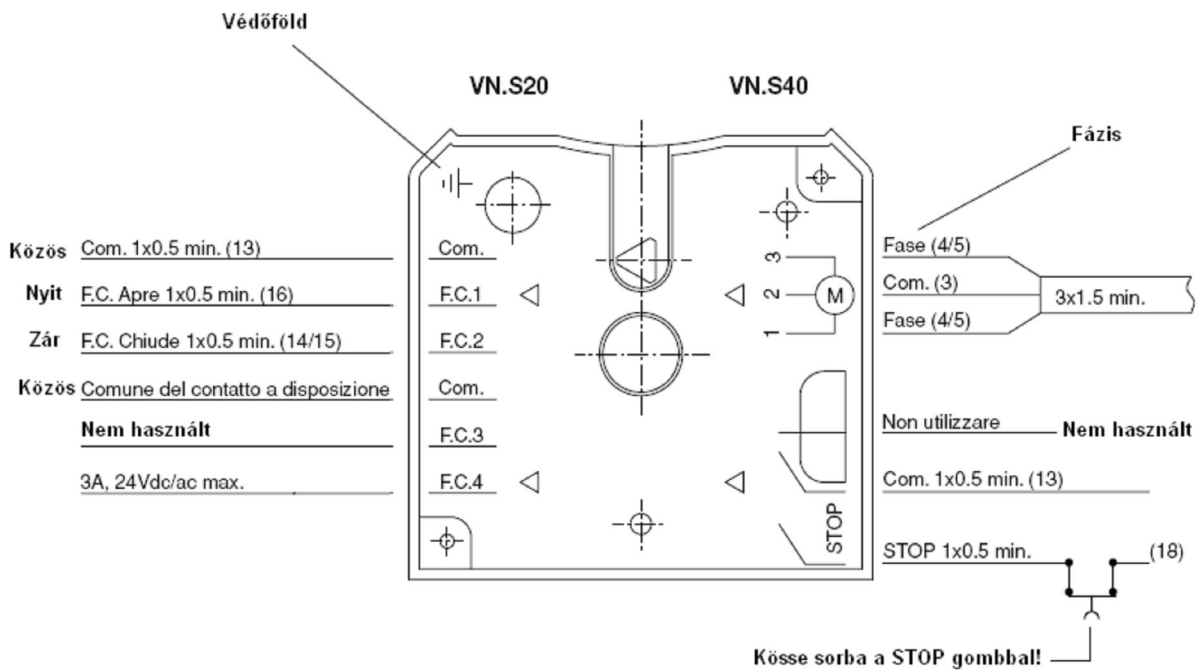 Védőföld
VN.S20
VN.S40
Fázis
Közös Com. 1x0.5 min. (13)
Nyit F.C. Apre 1x0.5 min. (16)
Zár F.C. Chiude 1x0.5 min. (14/15)
Közös Comune del contatto a disposizione
Nem használt
3A, 24Vdc/ac max.
Com.
F.C.1
F.C.2
Com.
F.C.3
F.C.4
3
2
1
M
STOP
Fase (4/5)
Com. (3)
Fase (4/5)
3x1.5 min.
Non utilizzare Nem használt
Com. 1x0.5 min. (13)
STOP 1x0.5 min. (18)
Kösse sorba a STOP gombbal!